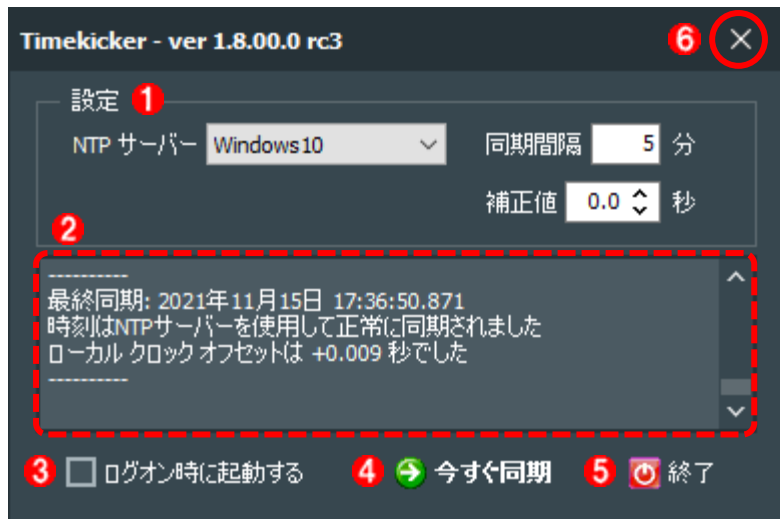 Timekicker - ver 1.8.00.0 rc3 6
設定 1
NTP サーバー Windows10 同期間隔 5 分
補正値 0.0 秒
2
----------
最終同期: 2021年11月15日 17:36:50.871
時刻はNTPサーバーを使用して正常に同期されました
ローカル クロック オフセットは +0.009 秒でした
----------
3 ログオン時に起動する 4 今すぐ同期 5 終了